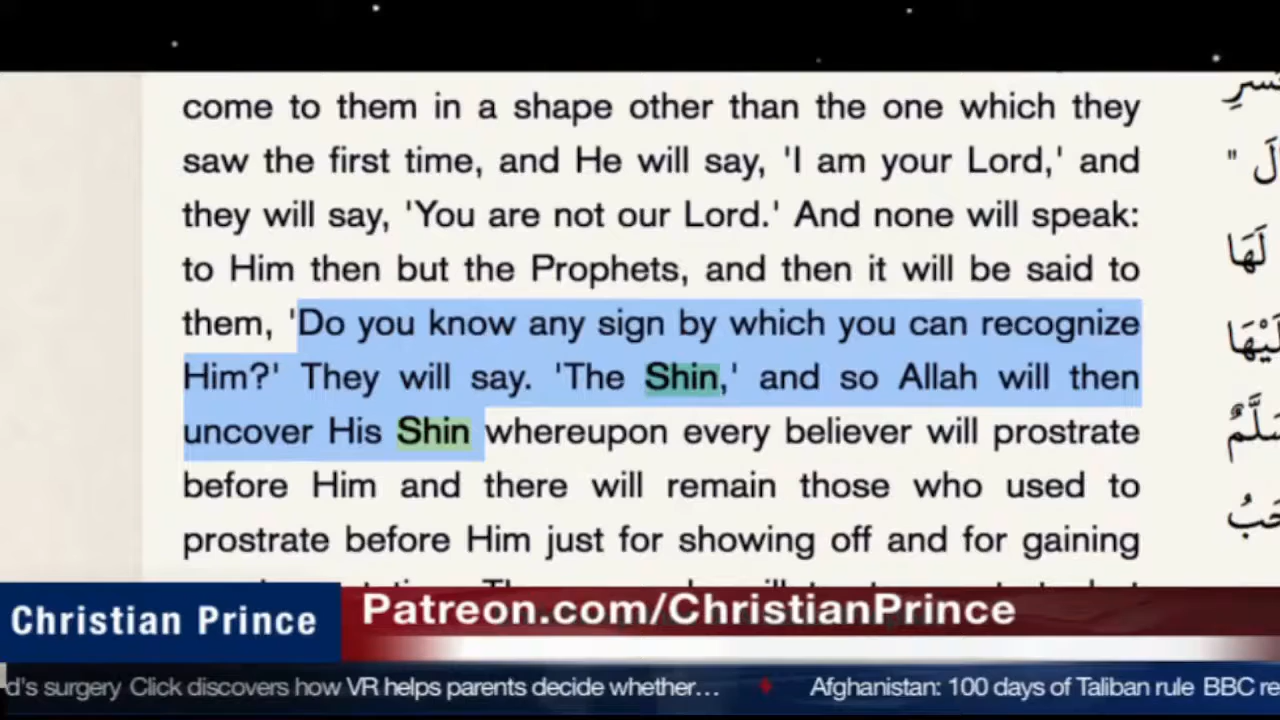 come to them in a shape other than the one which they
saw the first time, and He will say, 'I am your Lord,' and
they will say, 'You are not our Lord.' And none will speak:
to Him then but the Prophets, and then it will be said to
them, 'Do you know any sign by which you can recognize
Him?' They will say. 'The Shin,' and so Allah will then
uncover His Shin whereupon every believer will prostrate
before Him and there will remain those who used to
prostrate before Him just for showing off and for gaining
" لَ
لَهَا
Christian Prince
Patreon.com/ChristianPrince
d's surgery Click discovers how VR helps parents decide whether... Afghanistan: 100 days of Taliban rule BBC re